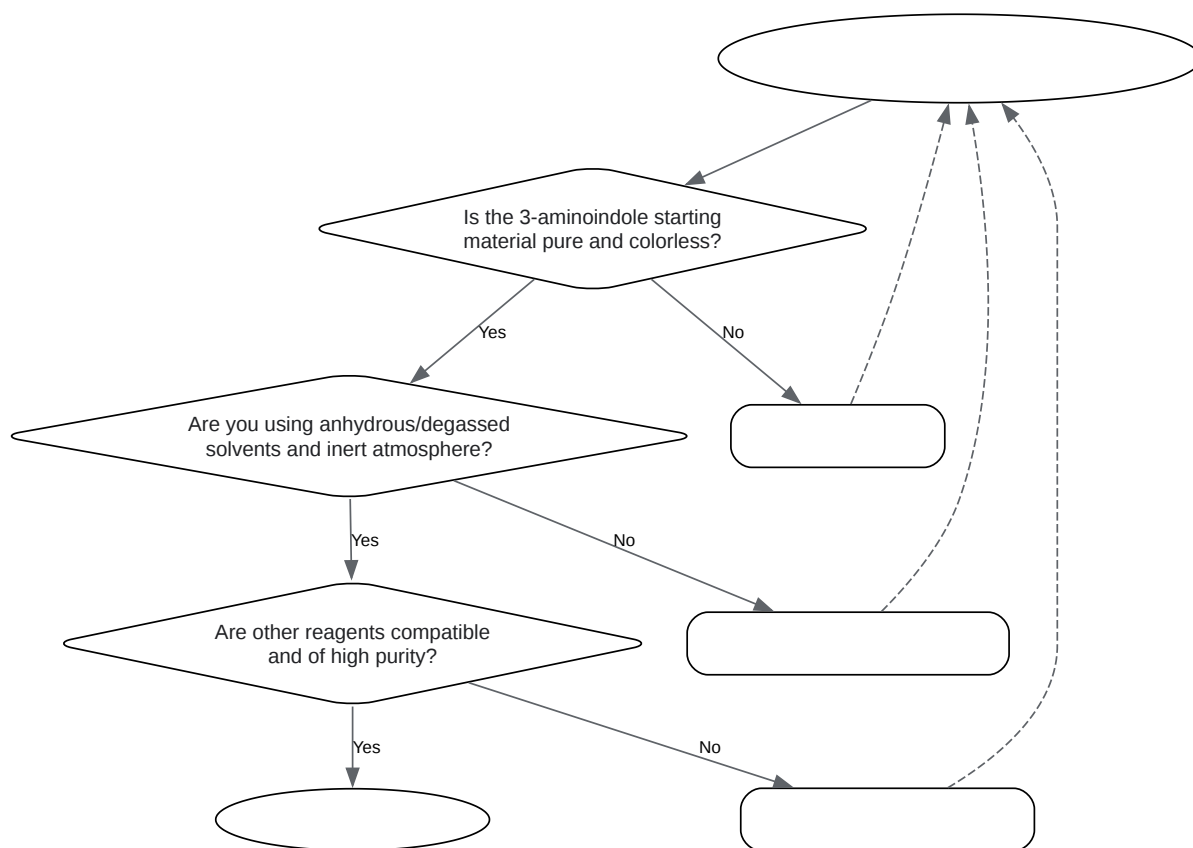 Is the 3-aminoindole starting
material pure and colorless?
Yes
No
Are you using anhydrous/degassed
solvents and inert atmosphere?
Yes
No
Are other reagents compatible
and of high purity?
Yes
No